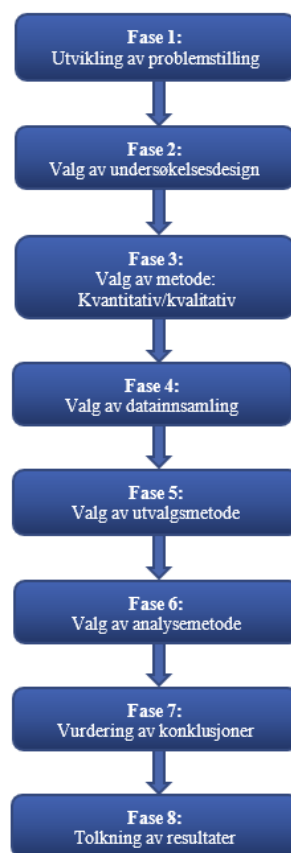 Fase 1:
Utvikling av problemstilling
Fase 2:
Valg av undersøkelsesdesign
Fase 3:
Valg av metode:
Kvantitativ/kvalitativ
Fase 4:
Valg av datainnsamling
Fase 5:
Valg av utvalgsmetode
Fase 6:
Valg av analysemetode
Fase 7:
Vurdering av konklusjoner
Fase 8:
Tolkning av resultater